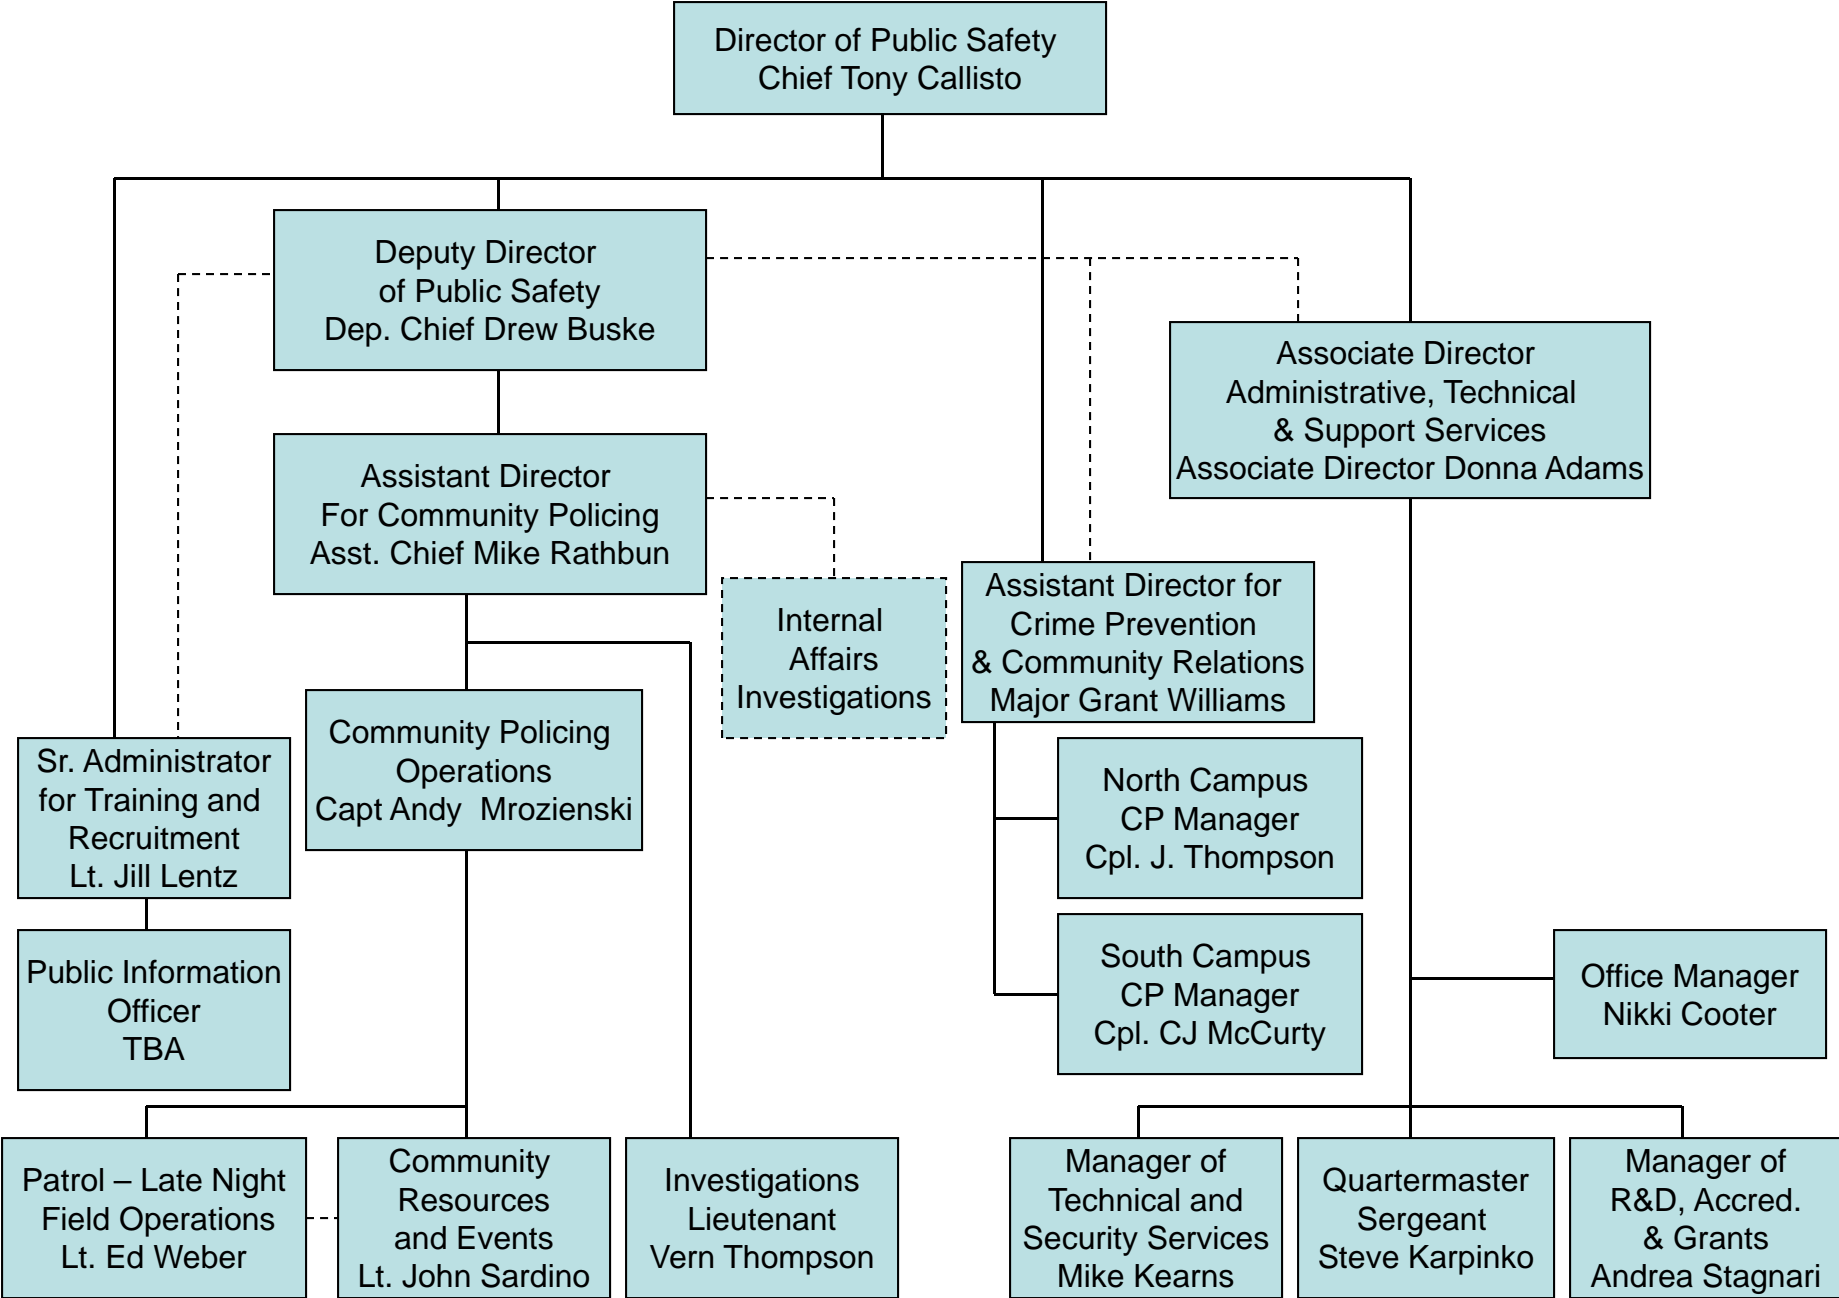 Director of Public Safety
Chief Tony Callisto
Deputy Director
of Public Safety
Dep. Chief Drew Buske
Associate Director
Administrative, Technical
& Support Services
Associate Director Donna Adams
Assistant Director
For Community Policing
Asst. Chief Mike Rathbun
Internal
Affairs
Investigations
Assistant Director for
Crime Prevention
& Community Relations
Major Grant Williams
Community Policing
Operations
Capt Andy Mrozienski
Sr. Administrator
for Training and
Recruitment
Lt. Jill Lentz
North Campus
CP Manager
Cpl. J. Thompson
South Campus
CP Manager
Cpl. CJ McCurty
Public Information
Officer
TBA
Office Manager
Nikki Cooter
Patrol – Late Night
Field Operations
Lt. Ed Weber
Community
Resources
and Events
Lt. John Sardino
Investigations
Lieutenant
Vern Thompson
Manager of
Technical and
Security Services
Mike Kearns
Quartermaster
Sergeant
Steve Karpinko
Manager of
R&D, Accred.
& Grants
Andrea Stagnari